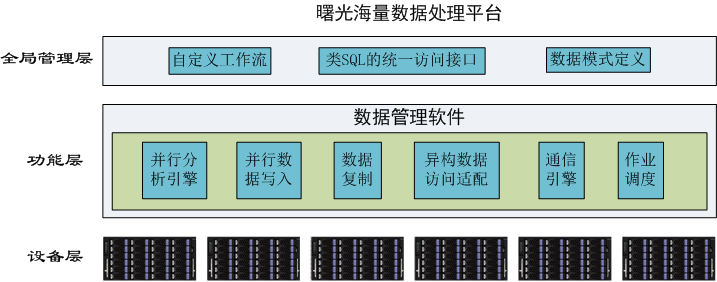 曙光海量数据处理平台
全局管理层
自定义工作流
类SQL的统一访问接口
数据模式定义
数据管理软件
功能层
并行分
析引擎
并行数
据写入
数据
复制
异构数据
访问适配
通信
引擎
作业
调度
设备层